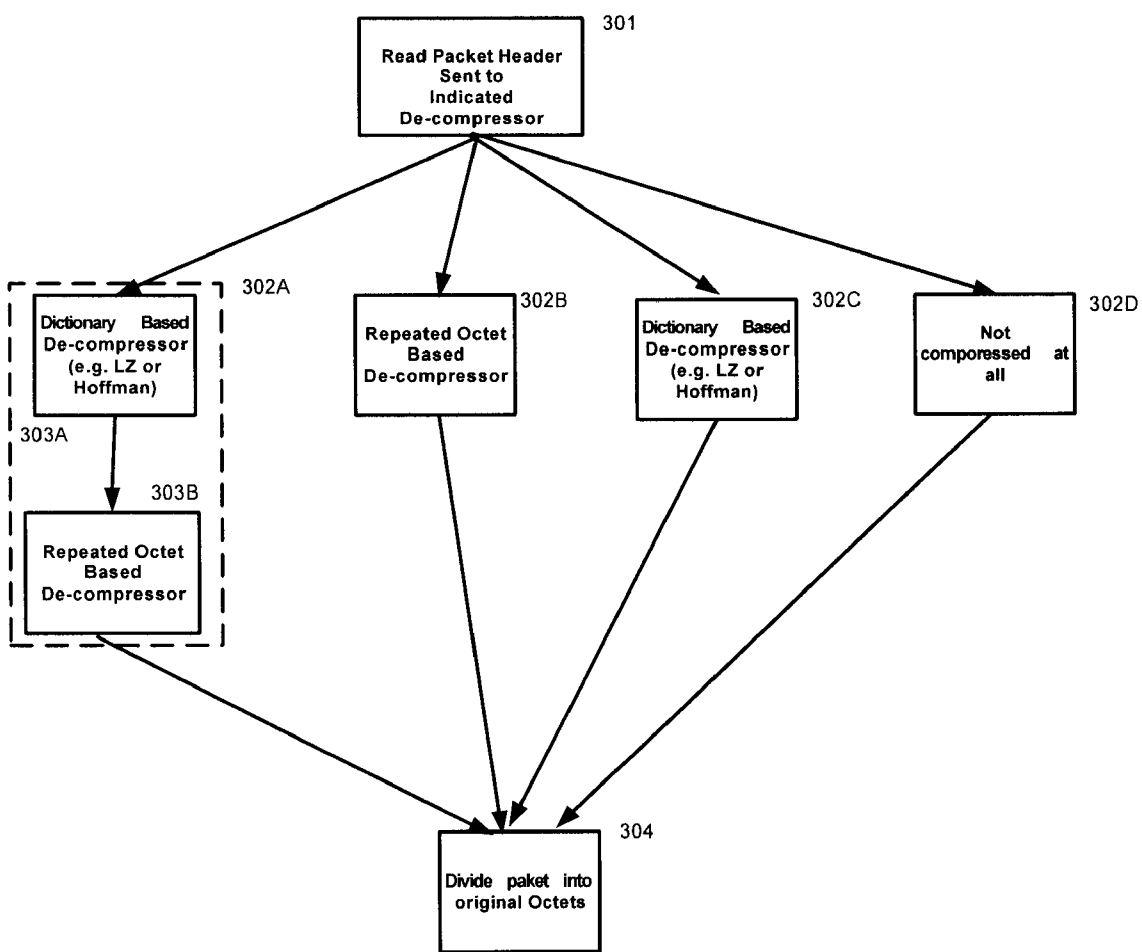 301
Read Packet Header
Sent to
Indicated
De-compressor
302A
302B
302C
302D
Dictionary Based
De-compressor
(e.g. LZ or
Hoffman)
Repeated Octet
Based
De-compressor
Dictionary Based
De-compressor
(e.g. LZ or
Hoffman)
Not
comporessed at
all
303A
303B
Repeated Octet
Based
De-compressor
304
Divide paket into
original Octets